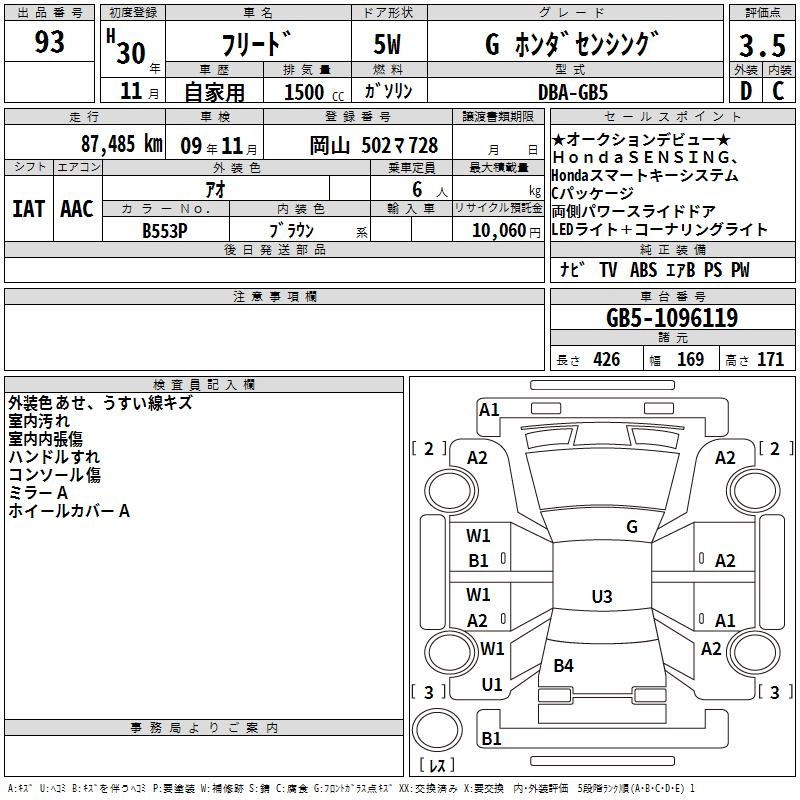 出品番号
93
初度登録
H30年
11月
車名
フリード
ドア形状
5W
グレード
G ホンダセンシング
評価点
3.5
車歴
自家用
排気量
1500 CC
燃料
ガソリン
型式
DBA-GB5
外装 内装
D C
走行
87,485 km
車検
09年11月
登録番号
岡山 502マ728
譲渡書類期限
月 日
セールスポイント
★オークションデビュー★
HondaSENSING、
Hondaスマートキーシステム
Cパッケージ
両側パワースライドドア
LEDライト+コーナリングライト
シフト
IAT
エアコン
AAC
外装色
アオ
乗車定員
6 人
最大積載量
kg
カラーNo.
B553P
内装色
ブラウン 系
輸入車
リサイクル預託金
10,060円
後日発送部品
純正装備
ナビ TV ABS エアB PS PW
注意事項欄
車台番号
GB5-1096119
諸元
長さ 426 幅 169 高さ 171
検査員記入欄
外装色あせ、うすい線キズ
室内汚れ
室内内張傷
ハンドルすれ
コンソール傷
ミラーA
ホイールカバーA
事務局よりご案内
A1
[ 2 ] A2 A2 [ 2 ]
G
W1
B1 A2
W1 U3
A2 A1
W1 A2
B4
[ 3 ] U1 [ 3 ]
B1
[ レス ]
A:キズ U:ヘコミ B:キズを伴うヘコミ P:要塗装 W:補修跡 S:錆 C:腐食 G:フロントガラス点キズ XX:交換済み X:要交換 内・外装評価 5段階ランク順(A・B・C・D・E) 1